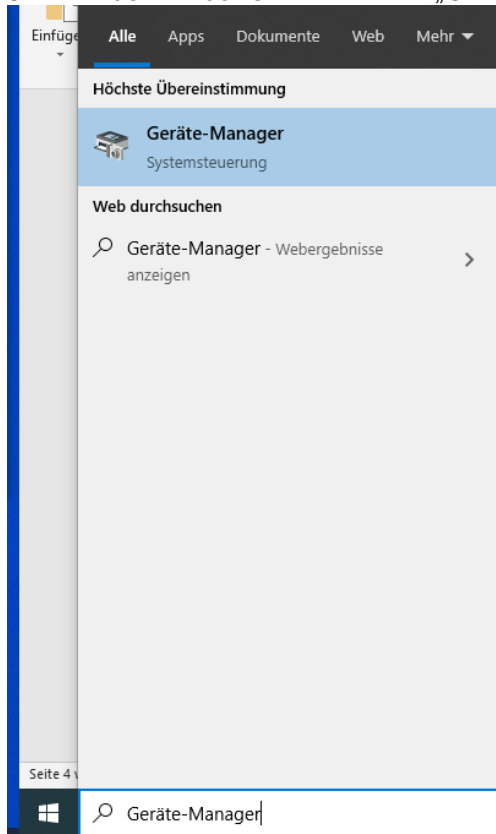 Einfüge
Alle Apps Dokumente Web Mehr
Höchste Übereinstimmung
Geräte-Manager
Systemsteuerung
Web durchsuchen
Geräte-Manager - Webergebnisse
anzeigen
Seite 4
Geräte-Manager